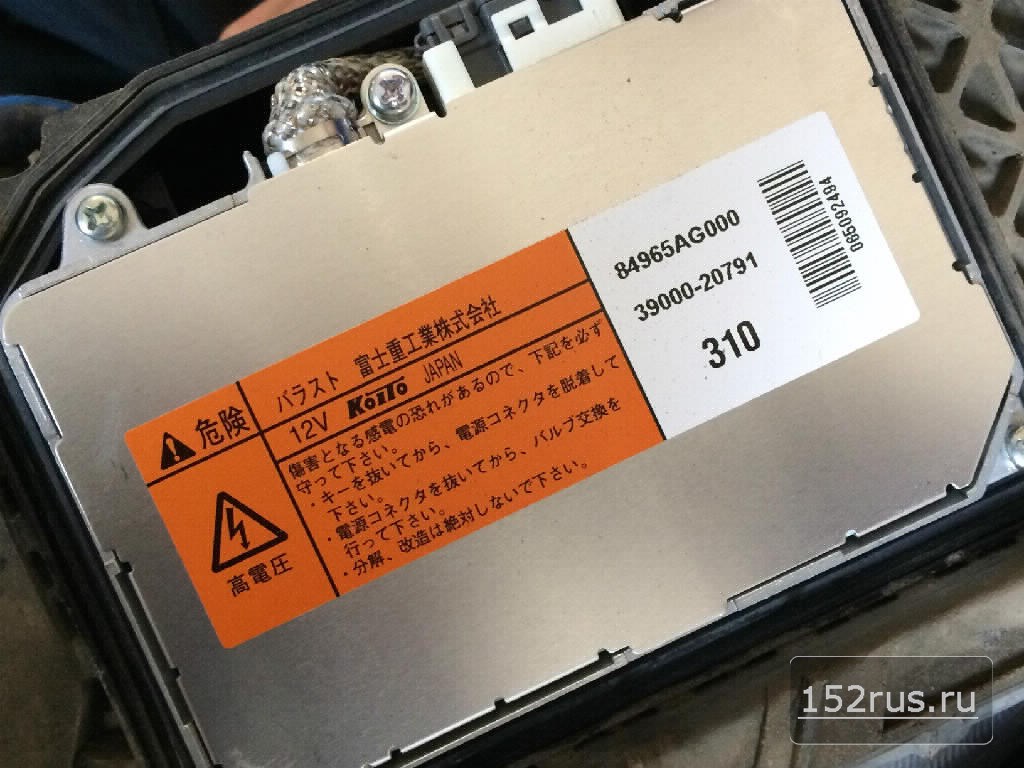 危険
高電圧
バラスト 富士重工業株式会社
12V KOITO JAPAN
傷害となる感電の恐れがあるので、下記を必ず
守って下さい。
・キーを抜いてから、電源コネクタを脱着して
下さい。
・電源コネクタを抜いてから、バルブ交換を
行って下さい。
・分解、改造は絶対しないで下さい。
84965AG000
39000-20791
310
D65092494
152rus.ru